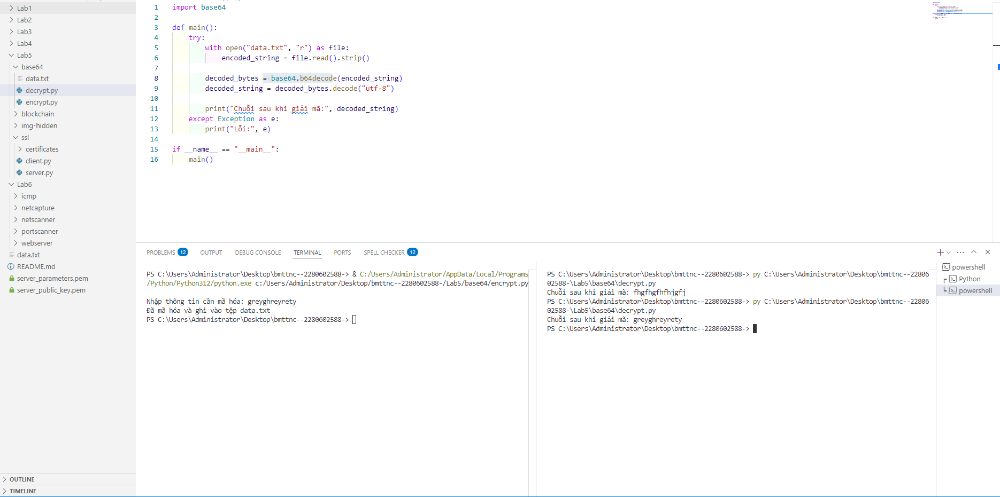 Lab1
Lab2
Lab3
Lab4
Lab5
base64
data.txt
decrypt.py
encrypt.py
blockchain
img-hidden
ssl
certificates
client.py
server.py
Lab6
icmp
netcapture
netscanner
portscanner
webserver
data.txt
README.md
server_parameters.pem
server_public_key.pem
OUTLINE
TIMELINE
1 import base64
2
3 def main():
4     try:
5         with open("data.txt", "r") as file:
6             encoded_string = file.read().strip()
7
8         decoded_bytes = base64.b64decode(encoded_string)
9         decoded_string = decoded_bytes.decode("utf-8")
10
11         print("Chuỗi sau khi giải mã:", decoded_string)
12     except Exception as e:
13         print("Lỗi:", e)
14
15 if __name__ == "__main__":
16     main()
PROBLEMS 12 OUTPUT DEBUG CONSOLE TERMINAL PORTS SPELL CHECKER 12
PS C:\Users\Administrator\Desktop\bmttnc--2280602588-> & C:/Users/Administrator/AppData/Local/Programs
/Python/Python312/python.exe c:/Users/Administrator/Desktop/bmttnc--2280602588-/Lab5/base64/encrypt.py
Nhập thông tin cần mã hóa: greyghreyrety
Đã mã hóa và ghi vào tệp data.txt
PS C:\Users\Administrator\Desktop\bmttnc--2280602588->
PS C:\Users\Administrator\Desktop\bmttnc--2280602588-> py C:\Users\Administrator\Desktop\bmttnc--22806
02588-\Lab5\base64\decrypt.py
Chuỗi sau khi giải mã: fhgfhgfhfhjgfj
PS C:\Users\Administrator\Desktop\bmttnc--2280602588-> py C:\Users\Administrator\Desktop\bmttnc--22806
02588-\Lab5\base64\decrypt.py
Chuỗi sau khi giải mã: greyghreyrety
PS C:\Users\Administrator\Desktop\bmttnc--2280602588->
powershell
Python
powershell